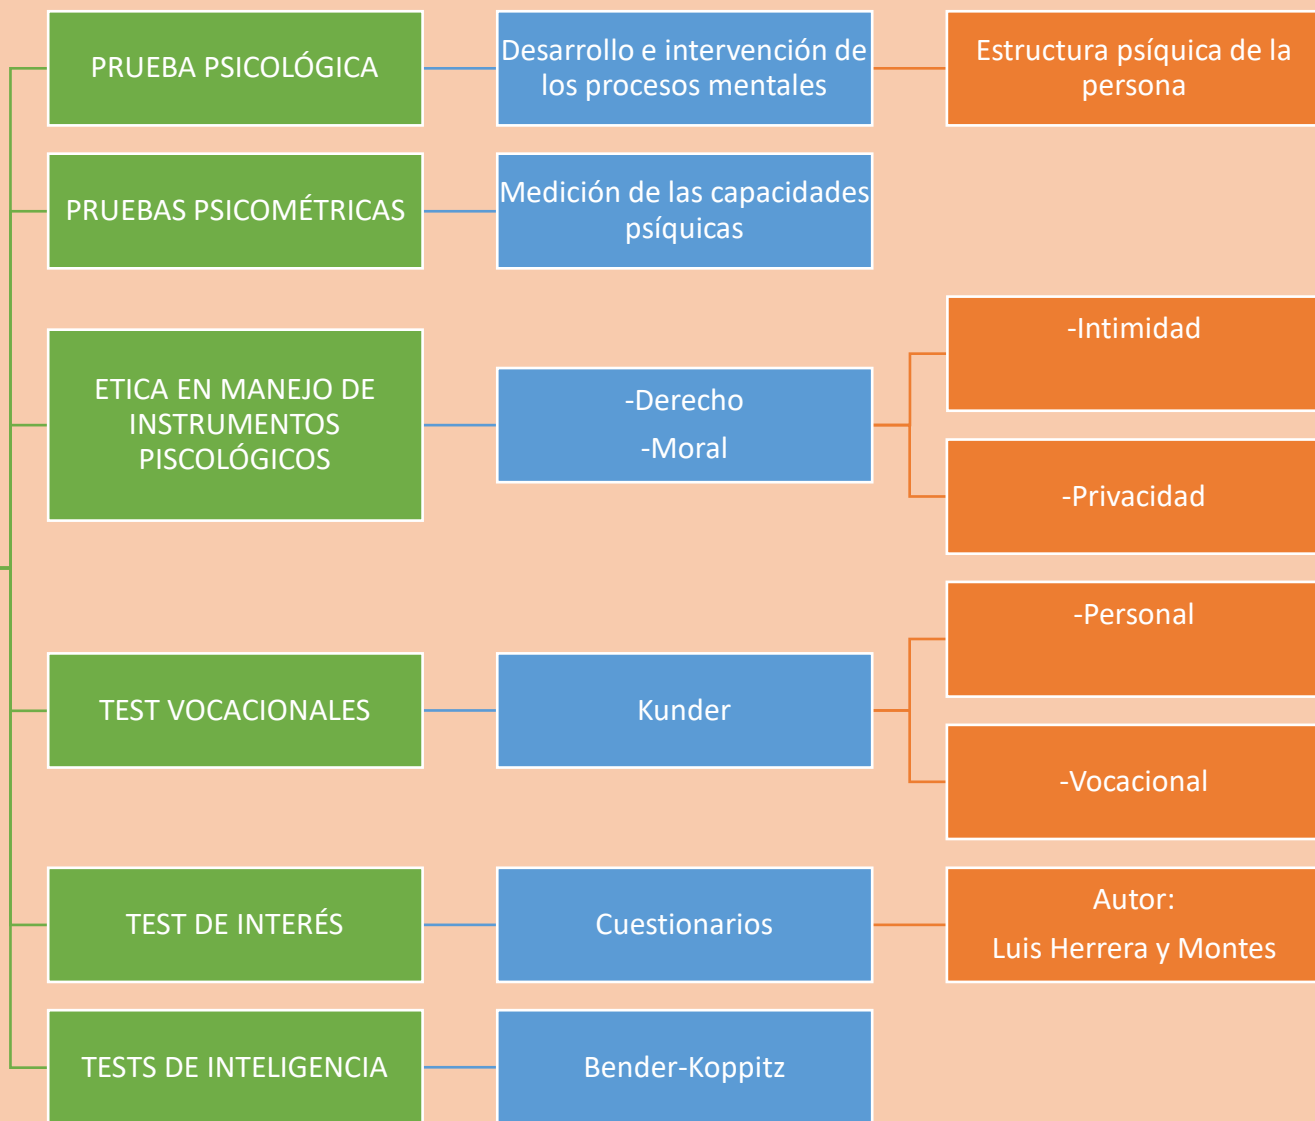 PRUEBA PSICOLÓGICA
Desarrollo e intervención de
los procesos mentales
Estructura psíquica de la
persona
PRUEBAS PSICOMÉTRICAS
Medición de las capacidades
psíquicas
ETICA EN MANEJO DE
INSTRUMENTOS
PISCOLÓGICOS
-Derecho
-Moral
-Intimidad
-Privacidad
TEST VOCACIONALES
Kunder
-Personal
-Vocacional
TEST DE INTERÉS
Cuestionarios
Autor:
Luis Herrera y Montes
TESTS DE INTELIGENCIA
Bender-Koppitz